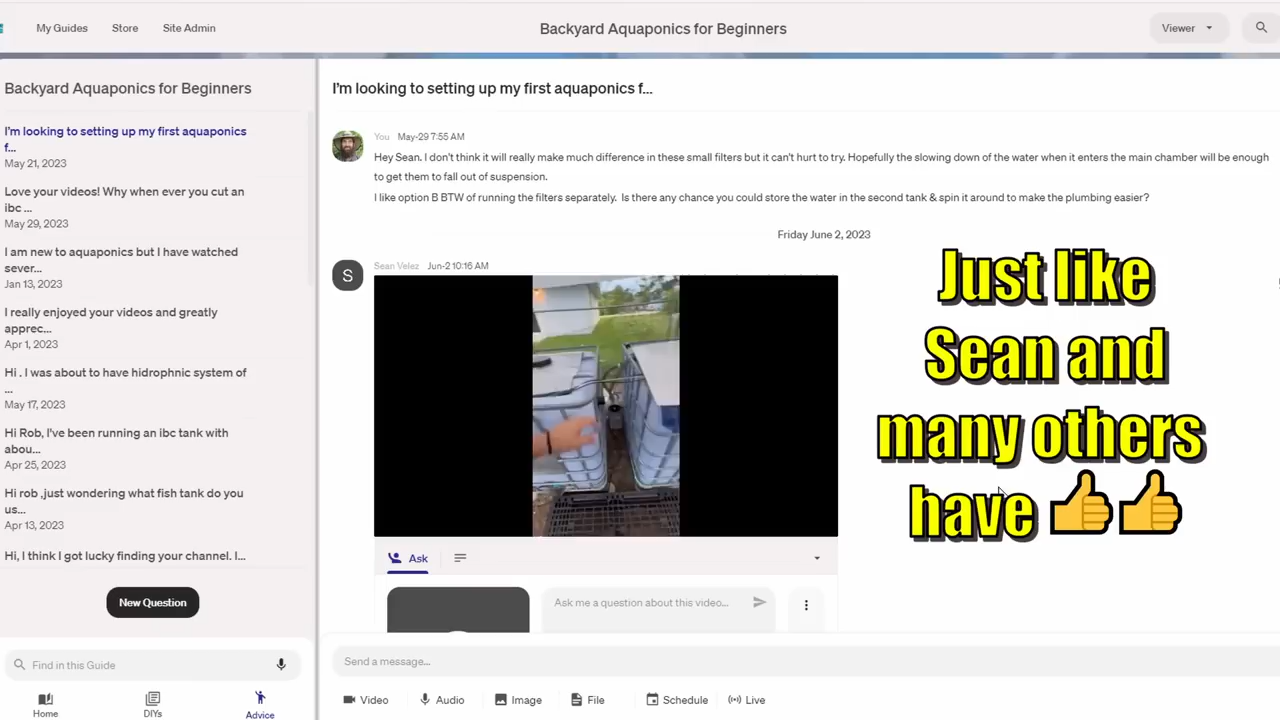 My Guides Store Site Admin
Backyard Aquaponics for Beginners
Viewer
Backyard Aquaponics for Beginners
I'm looking to setting up my first aquaponics
f...
May 21, 2023
Love your videos! Why when ever you cut an
ibc ...
May 29, 2023
I am new to aquaponics but I have watched
sever...
Jan 13, 2023
I really enjoyed your videos and greatly
apprec...
Apr 1, 2023
Hi . I was about to have hidrophnic system of
...
May 17, 2023
Hi Rob, I've been running an ibc tank with
abou...
Apr 25, 2023
Hi rob ,just wondering what fish tank do you
us...
Apr 13, 2023
Hi, I think I got lucky finding your channel. I...
New Question
Find in this Guide
Home DIYs Advice
I'm looking to setting up my first aquaponics f...
You May-29 7:55 AM
Hey Sean. I don't think it will really make much difference in these small filters but it can't hurt to try. Hopefully the slowing down of the water when it enters the main chamber will be enough
to get them to fall out of suspension.
I like option B BTW of running the filters separately. Is there any chance you could store the water in the second tank & spin it around to make the plumbing easier?
Friday June 2, 2023
S
Sean Velez Jun-2 10:16 AM
Just like
Sean and
many others
have 👍👍
Ask
Ask me a question about this video...
Send a message...
Video Audio Image File Schedule Live